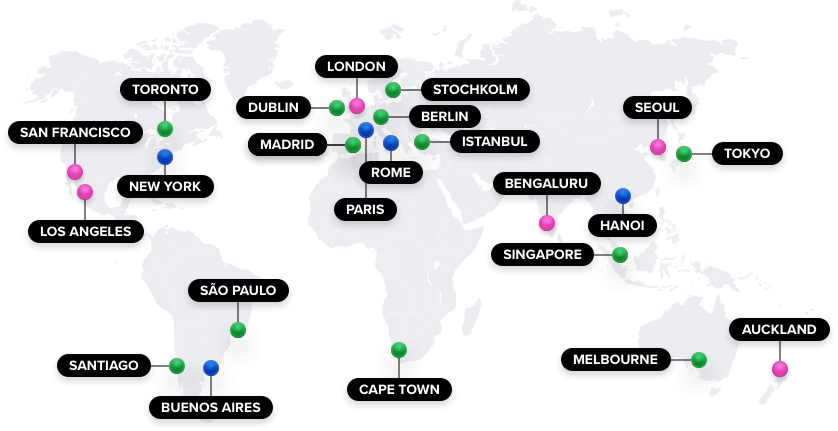 LONDON
TORONTO
STOCHKOLM
DUBLIN
SEOUL
BERLIN
SAN FRANCISCO
ISTANBUL
MADRID
TOKYO
ROME
BENGALURU
NEW YORK
PARIS
HANOI
LOS ANGELES
SINGAPORE
SÃO PAULO
AUCKLAND
MELBOURNE
SANTIAGO
CAPE TOWN
BUENOS AIRES